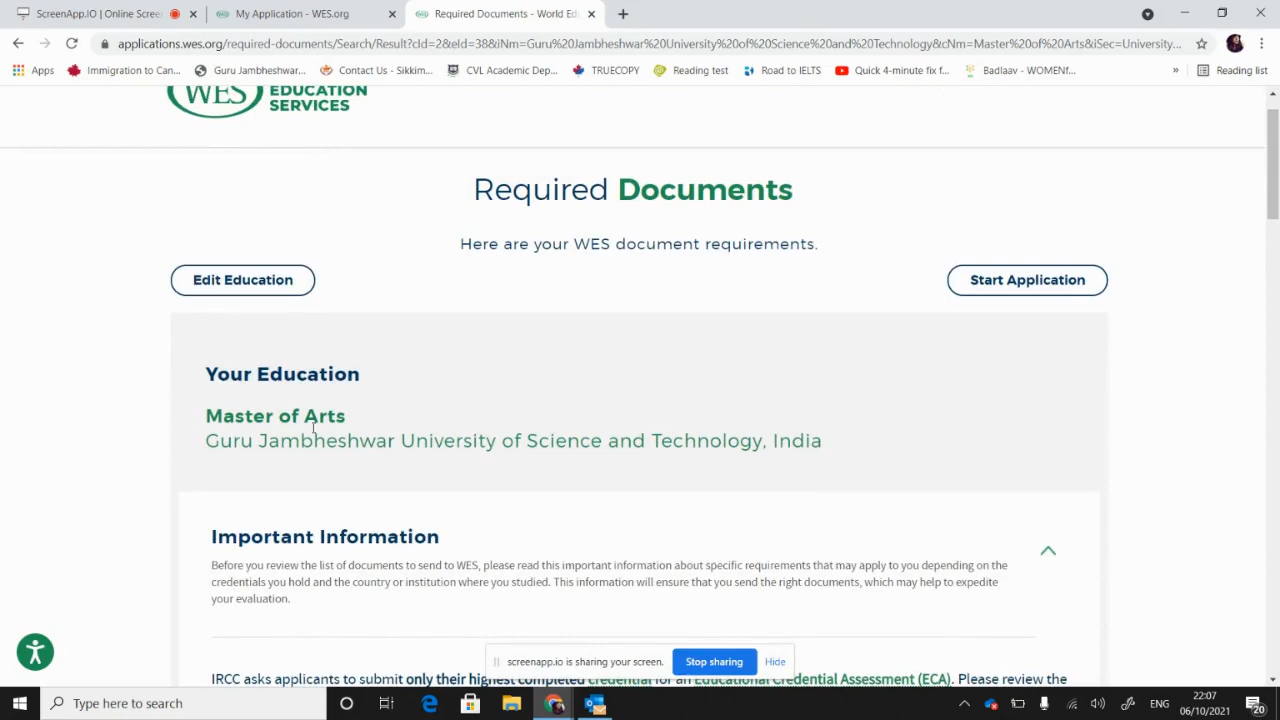 ScreenApp.IO | Online Scree
My Application - WES.org
Required Documents - World Edu
applications.wes.org/required-documents/Search/Result?cId=2&eId=38&iNm=Guru%20Jambheshwar%20University%20of%20Science%20and%20Technology&cNm=Master%20of%20Arts&iSec=University...
Apps
Immigration to Can...
Guru Jambheshwar...
Contact Us - Sikkim...
CVL Academic Dep...
TRUECOPY
Reading test
Road to IELTS
Quick 4-minute fix f...
Badlaav - WOMENf...
»
Reading list
WES
EDUCATION
SERVICES
Required Documents
Here are your WES document requirements.
Edit Education
Start Application
Your Education
Master of Arts
Guru Jambheshwar University of Science and Technology, India
Important Information
Before you review the list of documents to send to WES, please read this important information about specific requirements that may apply to you depending on the
credentials you hold and the country or institution where you studied. This information will ensure that you send the right documents, which may help to expedite
your evaluation.
screenapp.io is sharing your screen.
Stop sharing
Hide
IRCC asks applicants to submit only their highest completed credential for an Educational Credential Assessment (ECA). Please review the
Type here to search
ENG
22:07
06/10/2021
20